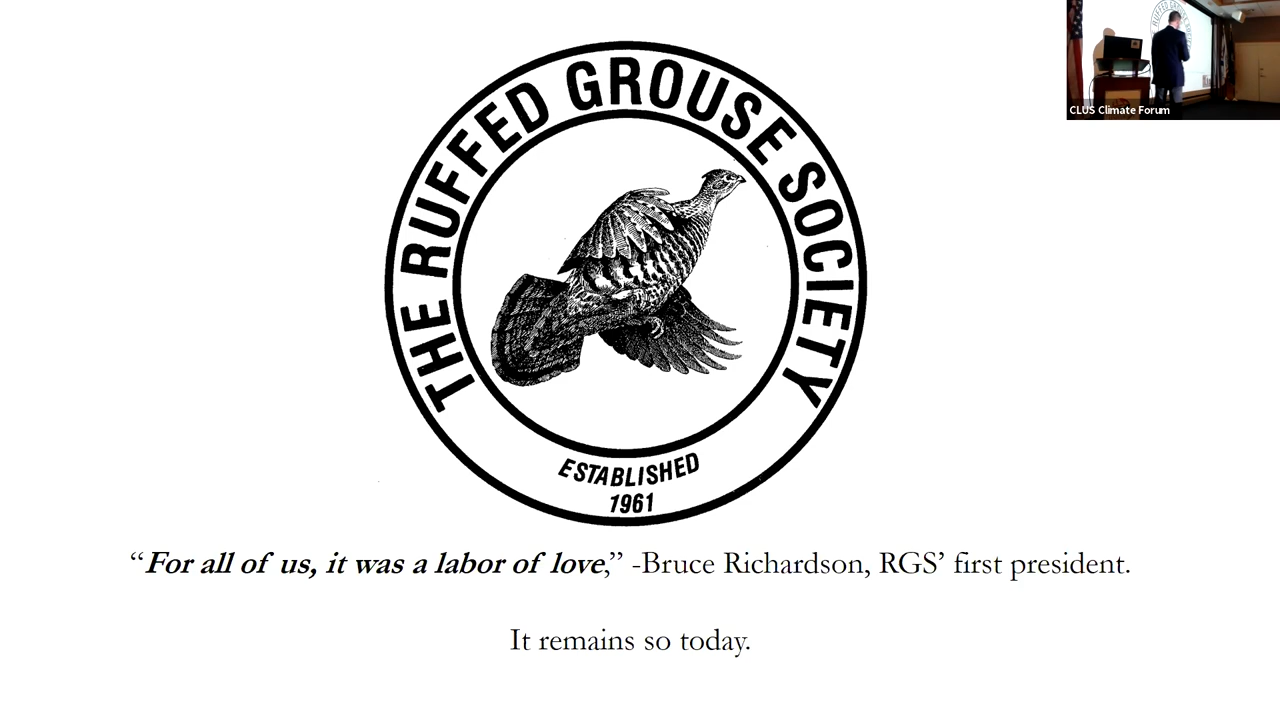 THE RUFFED GROUSE SOCIETY
ESTABLISHED
1961
“For all of us, it was a labor of love,” -Bruce Richardson, RGS’ first president.
It remains so today.
CLUS Climate Forum